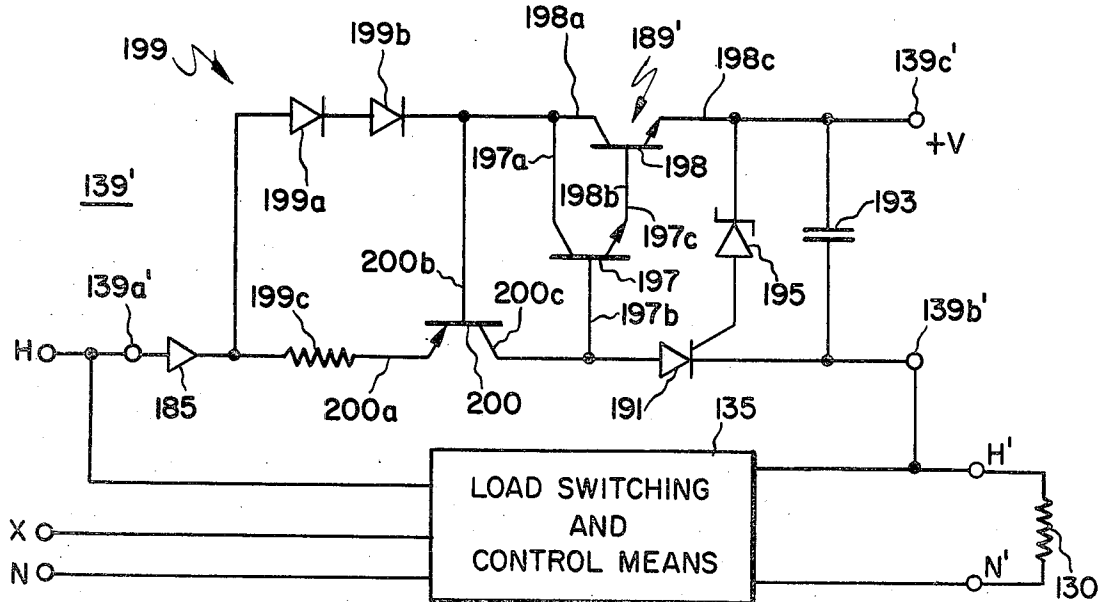 198a
189'
199
199b
198c
139c'
+V
197a
198
199a
198b
193
139'
197c
200b
197
195
139a'
199c
200c
197b
139b'
H
185
200a
200
191
135
H'
LOAD SWITCHING
AND
CONTROL MEANS
X
N
N'
130